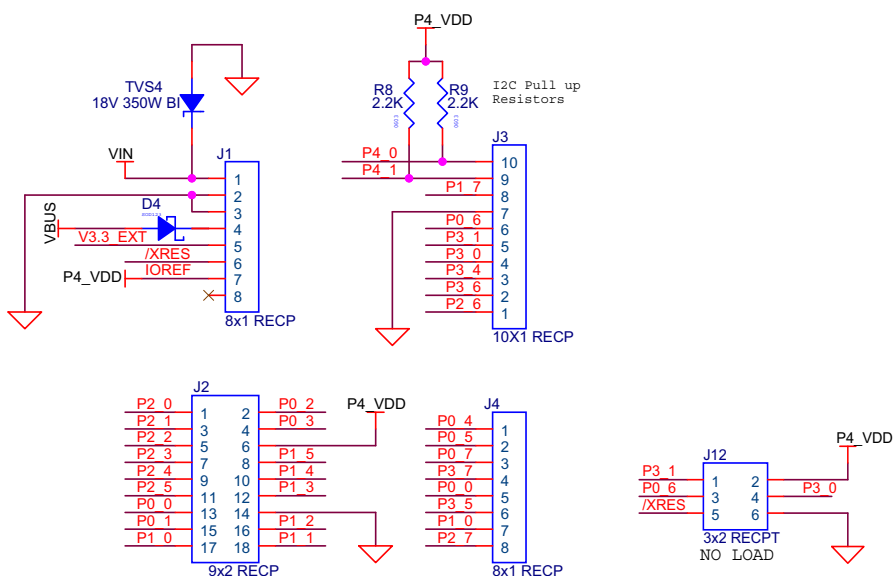 P4_VDD
TVS4
18V 350W BI
R8
2.2K
0603
R9
2.2K
0603
I2C Pull up
Resistors
VIN
J1
1
2
3
4
5
6
7
8
8x1 RECP
VBUS
D4
SOD123
V3.3_EXT
/XRES
IOREF
P4_VDD
J3
P4_0
10
P4_1
9
P1_7
8
7
P0_6
6
P3_1
5
P3_0
4
P3_4
3
P3_6
2
P2_6
1
10X1 RECP
J2
P2_0 1 2 P0_2
P2_1 3 4 P0_3
P2_2 5 6
P2_3 7 8 P1_5
P2_4 9 10 P1_4
P2_5 11 12 P1_3
P0_0 13 14
P0_1 15 16 P1_2
P1_0 17 18 P1_1
9x2 RECP
P4_VDD
J4
P0_4 1
P0_5 2
P0_7 3
P3_7 4
P0_0 5
P3_5 6
P1_0 7
P2_7 8
8x1 RECP
P4_VDD
J12
P3_1 1 2
P0_6 3 4 P3_0
/XRES 5 6
3x2 RECPT
NO LOAD